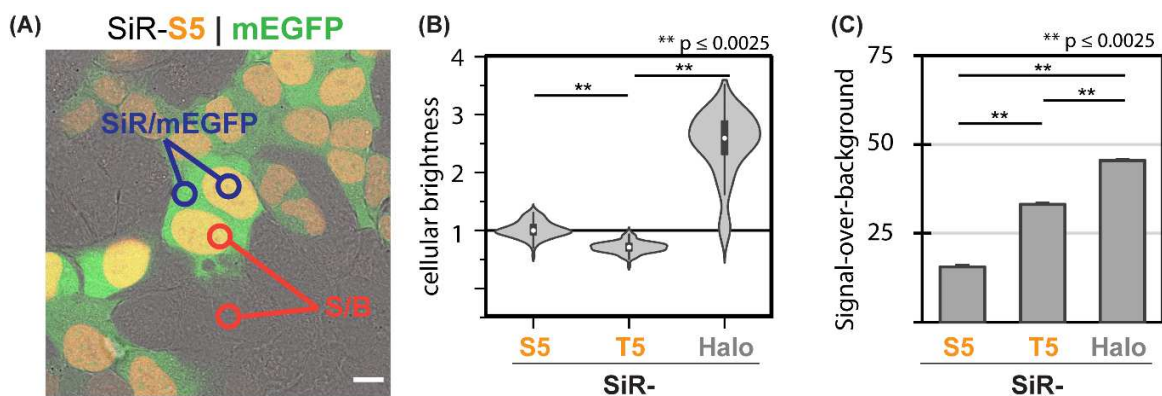 (A) SiR-S5 | mEGFP
SiR/mEGFP
S/B
(B)
** p ≤ 0.0025
cellular brightness
4
3
2
1
**
**
S5 T5 Halo
SiR-
(C)
** p ≤ 0.0025
Signal-over-background
75
50
25
**
**
**
S5 T5 Halo
SiR-